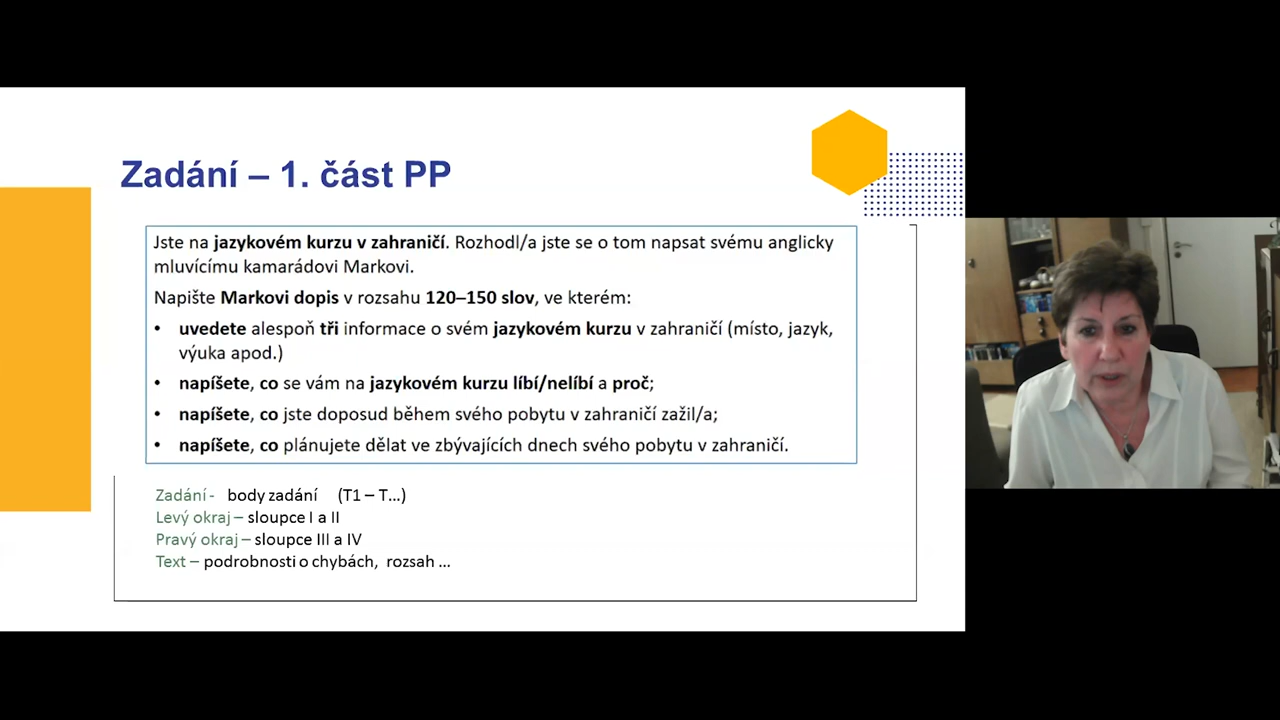 Zadání – 1. část PP
Jste na jazykovém kurzu v zahraničí. Rozhodl/a jste se o tom napsat svému anglicky
mluvícímu kamarádovi Markovi.
Napište Markovi dopis v rozsahu 120–150 slov, ve kterém:
• uvedete alespoň tři informace o svém jazykovém kurzu v zahraničí (místo, jazyk,
výuka apod.)
• napíšete, co se vám na jazykovém kurzu líbí/nelíbí a proč;
• napíšete, co jste doposud během svého pobytu v zahraničí zažil/a;
• napíšete, co plánujete dělat ve zbývajících dnech svého pobytu v zahraničí.
Zadání - body zadání (T1 – T...)
Levý okraj – sloupce I a II
Pravý okraj – sloupce III a IV
Text – podrobnosti o chybách, rozsah ...